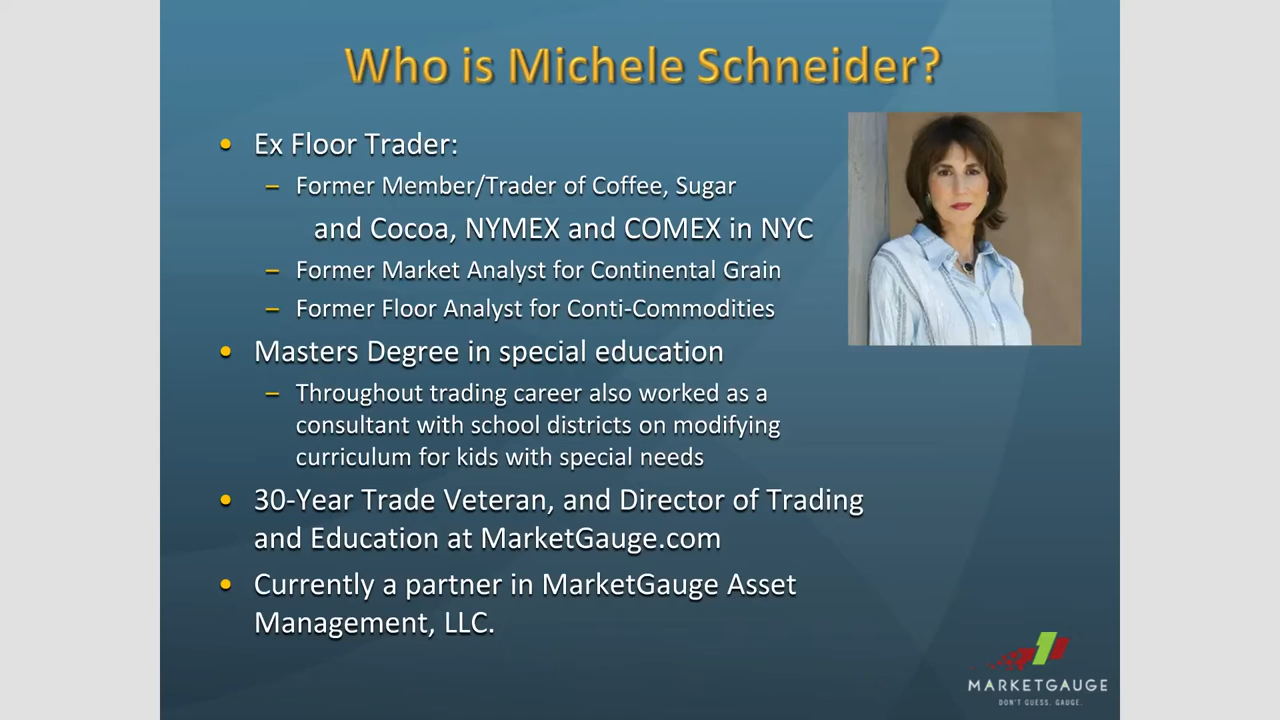 Who is Michele Schneider?
• Ex Floor Trader:
– Former Member/Trader of Coffee, Sugar
and Cocoa, NYMEX and COMEX in NYC
– Former Market Analyst for Continental Grain
– Former Floor Analyst for Conti-Commodities
• Masters Degree in special education
– Throughout trading career also worked as a
consultant with school districts on modifying
curriculum for kids with special needs
• 30-Year Trade Veteran, and Director of Trading
and Education at MarketGauge.com
• Currently a partner in MarketGauge Asset
Management, LLC.
MARKETGAUGE
DON'T GUESS. GAUGE.